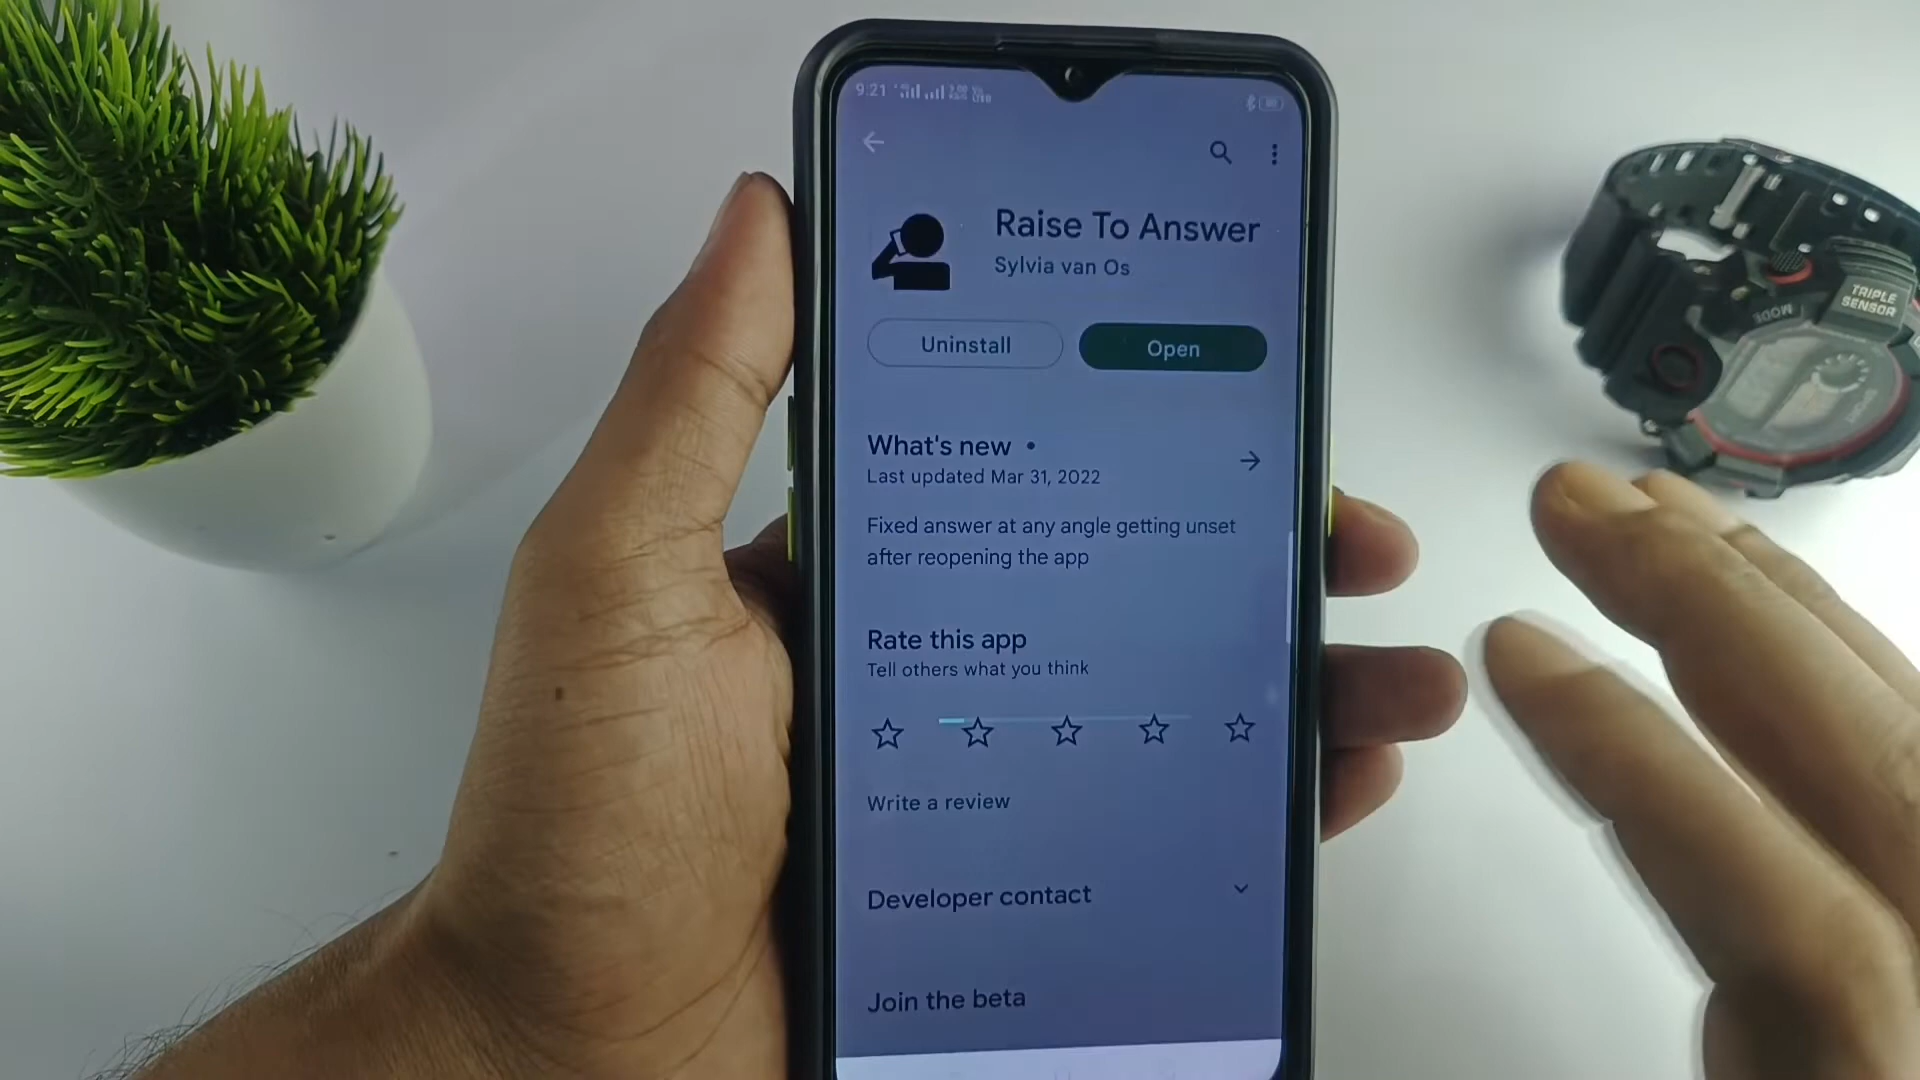 9:21
Raise To Answer
Sylvia van Os
Uninstall
Open
What's new •
Last updated Mar 31, 2022
Fixed answer at any angle getting unset
after reopening the app
Rate this app
Tell others what you think
Write a review
Developer contact
Join the beta
TRIPLE
SENSOR
MODE